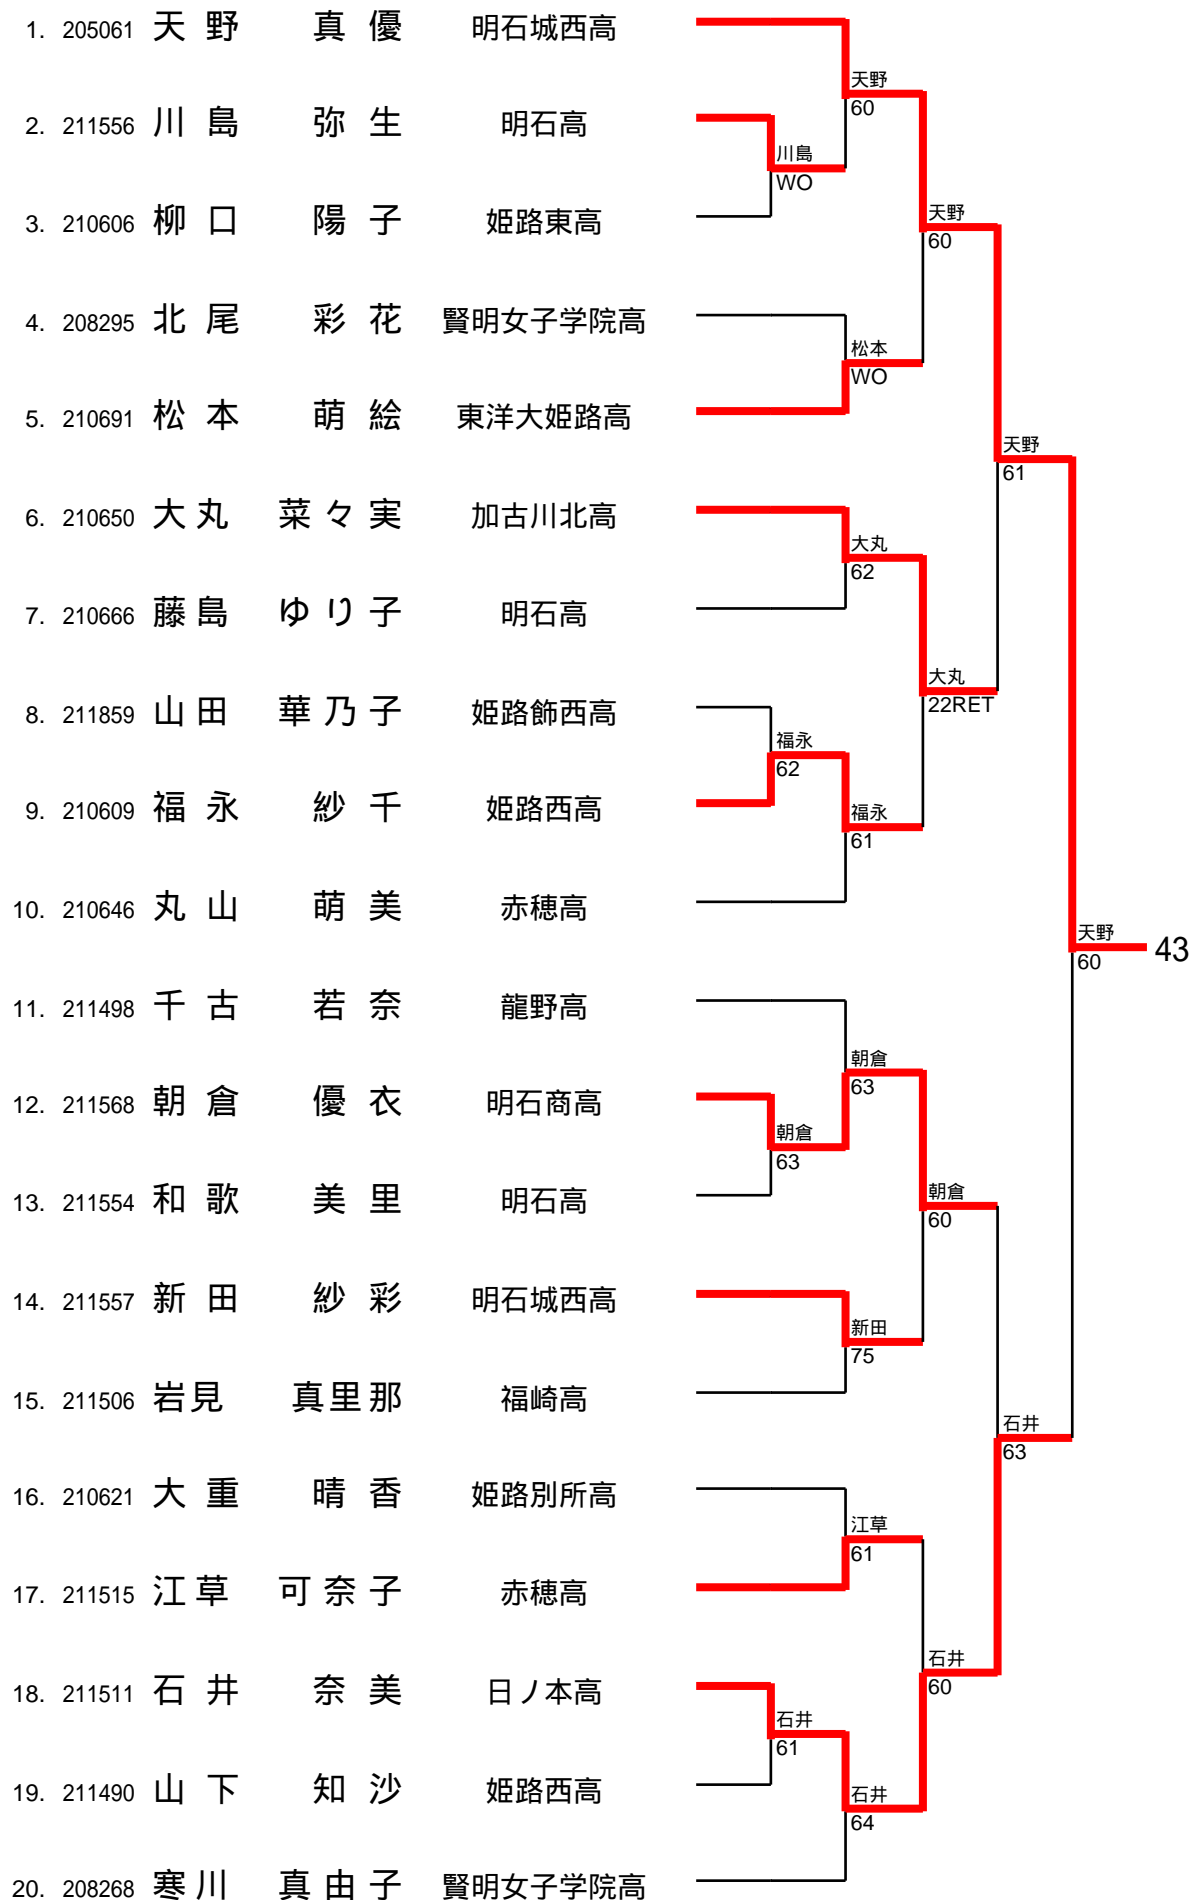 1. 205061 天野 真優 明石城西高
天野
60
2. 211556 川島 弥生 明石高
川島
WO
3. 210606 柳口 陽子 姫路東高
天野
60
4. 208295 北尾 彩花 賢明女子学院高
松本
WO
5. 210691 松本 萌絵 東洋大姫路高
天野
61
6. 210650 大丸 菜々実 加古川北高
大丸
62
7. 210666 藤島 ゆり子 明石高
大丸
22RET
8. 211859 山田 華乃子 姫路飾西高
福永
62
9. 210609 福永 紗千 姫路西高
福永
61
10. 210646 丸山 萌美 赤穂高
天野
60
43
11. 211498 千古 若奈 龍野高
朝倉
63
12. 211568 朝倉 優衣 明石商高
朝倉
63
13. 211554 和歌 美里 明石高
朝倉
60
14. 211557 新田 紗彩 明石城西高
新田
75
15. 211506 岩見 真里那 福崎高
石井
63
16. 210621 大重 晴香 姫路別所高
江草
61
17. 211515 江草 可奈子 赤穂高
石井
60
18. 211511 石井 奈美 日ノ本高
石井
61
19. 211490 山下 知沙 姫路西高
石井
64
20. 208268 寒川 真由子 賢明女子学院高